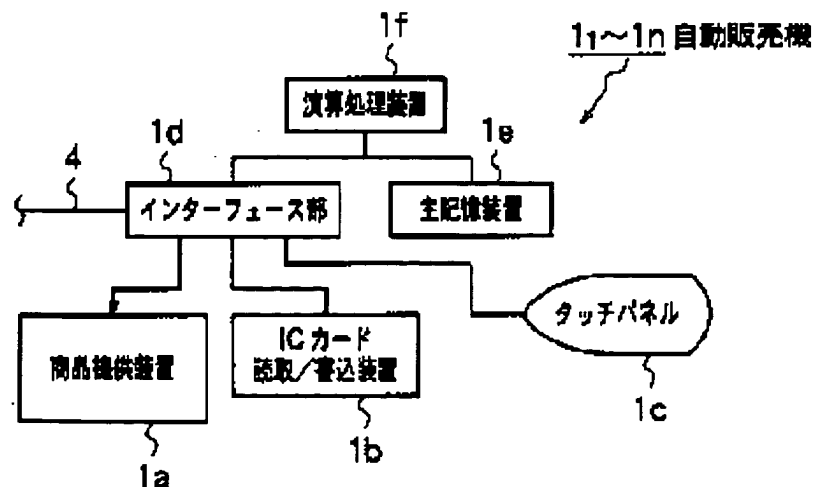 1f
1₁～1n 自動販売機
演算処理装置
1d
1e
4
インターフェース部
主記憶装置
タッチパネル
商品提供装置
ICカード
読取／書込装置
1c
1b
1a